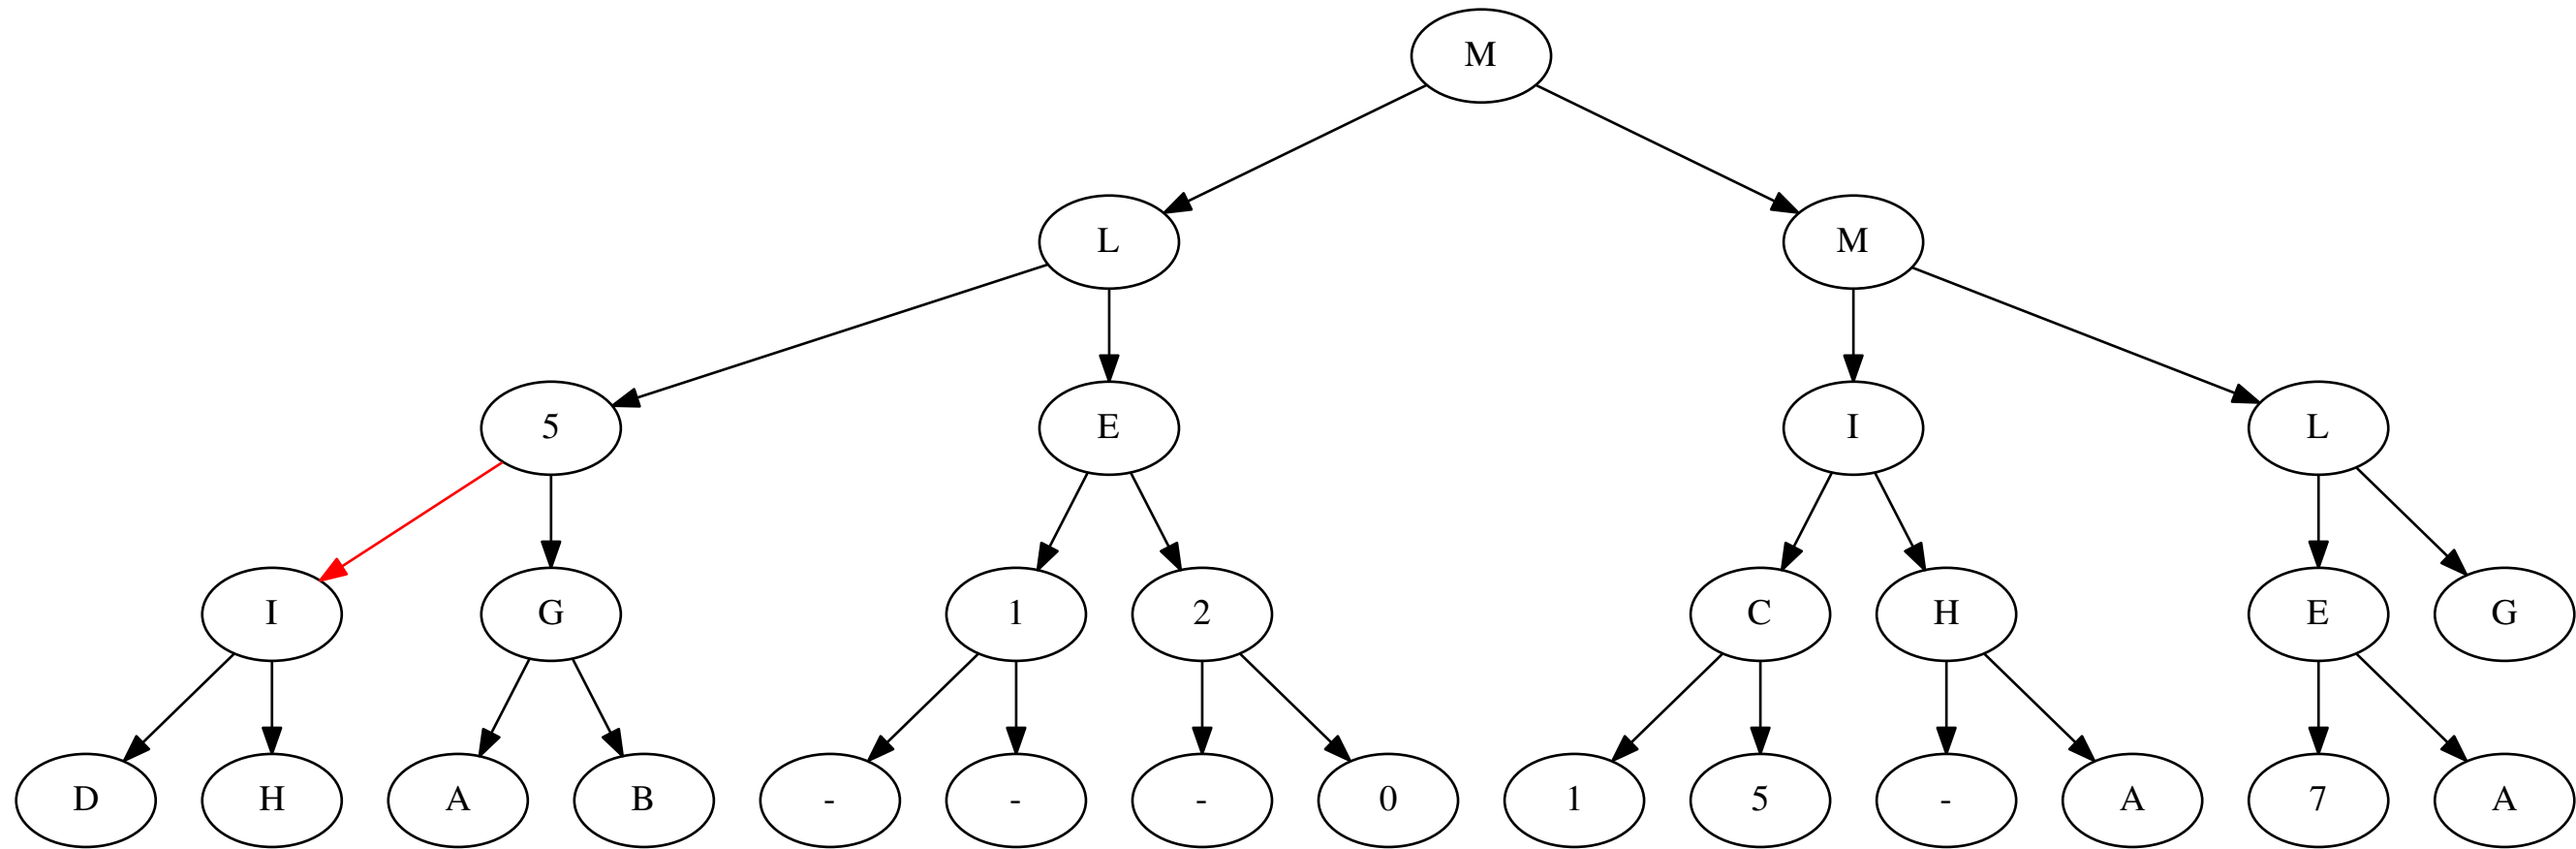 M
L M
5 E I L
I G 1 2 C H E G
D H A B - - - 0 1 5 - A 7 A